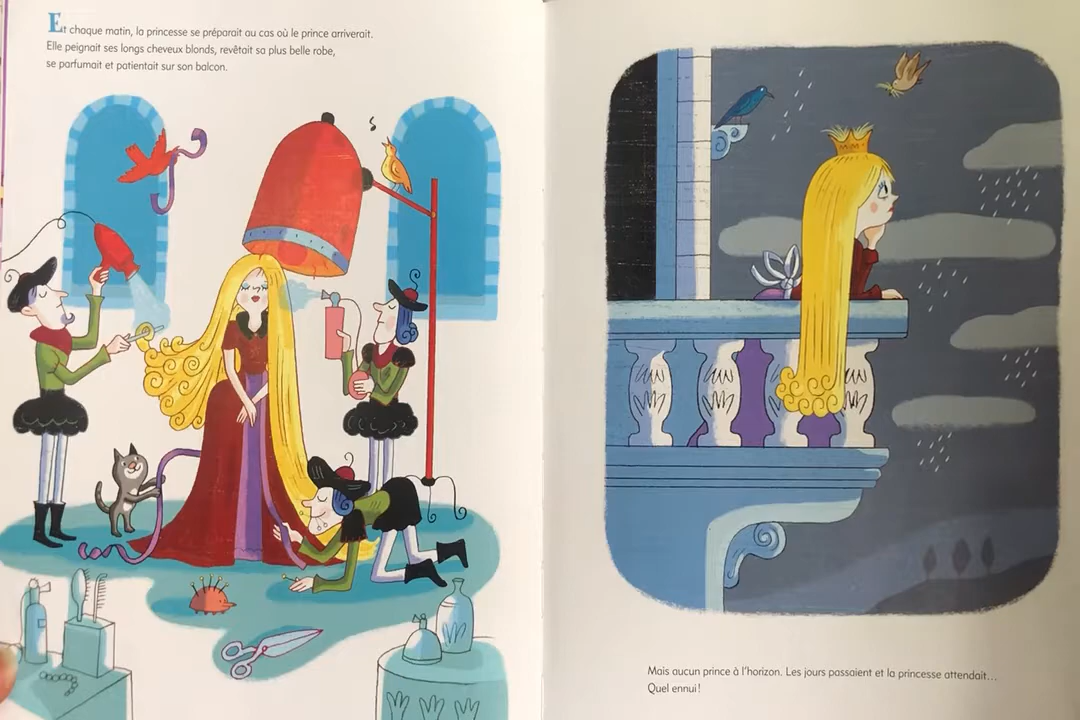 Et chaque matin, la princesse se préparait au cas où le prince arriverait.
Elle peignait ses longs cheveux blonds, revêtait sa plus belle robe,
se parfumait et patientait sur son balcon.
Mais aucun prince à l'horizon. Les jours passaient et la princesse attendait...
Quel ennui!